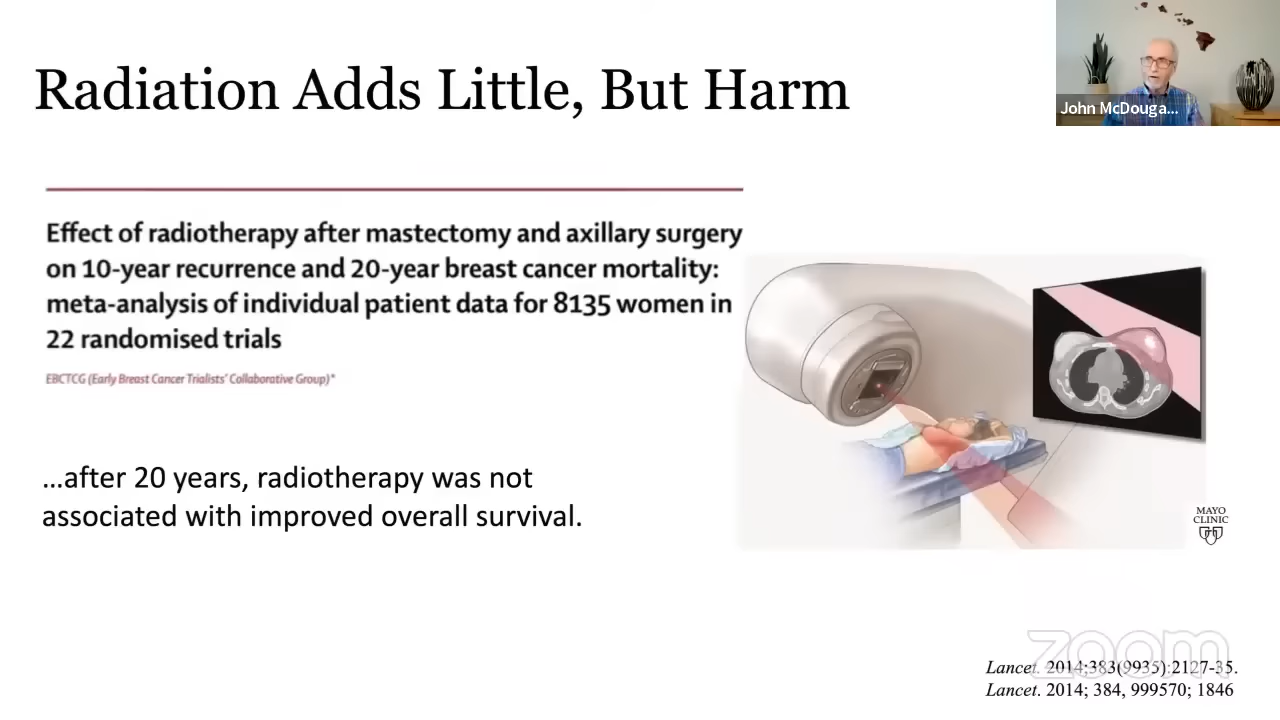 Radiation Adds Little, But Harm
John McDouga...
Effect of radiotherapy after mastectomy and axillary surgery
on 10-year recurrence and 20-year breast cancer mortality:
meta-analysis of individual patient data for 8135 women in
22 randomised trials
EBCTCG (Early Breast Cancer Trialists' Collaborative Group)*
...after 20 years, radiotherapy was not
associated with improved overall survival.
MAYO
CLINIC
zoom
Lancet. 2014;383(9935):2127-35.
Lancet. 2014; 384, 999570; 1846